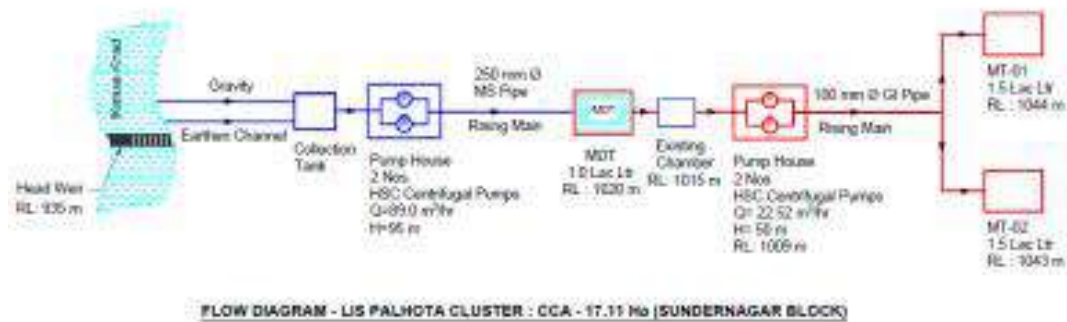 Gravity
Earthen Channel
Head Weir
RL: 935 m
Collection
Tank
Pump House
2 Nos.
HSC Centrifugal Pumps
Q=89.0 m³/hr
H=95 m
250 mm Ø
MS Pipe
Rising Main
MDT
MDT
1.0 Lac Ltr
RL : 1020 m
Existing
Chamber
RL: 1015 m
Pump House
2 Nos.
HSC Centrifugal Pumps
Q= 22.52 m³/hr
H= 50 m
RL: 1009 m
100 mm Ø GI Pipe
Rising Main
MT-01
1.5 Lac Ltr
RL : 1044 m
MT-02
1.5 Lac Ltr
RL : 1043 m
FLOW DIAGRAM - LIS PALHOTA CLUSTER : CCA - 17.11 Ha (SUNDERNAGAR BLOCK)